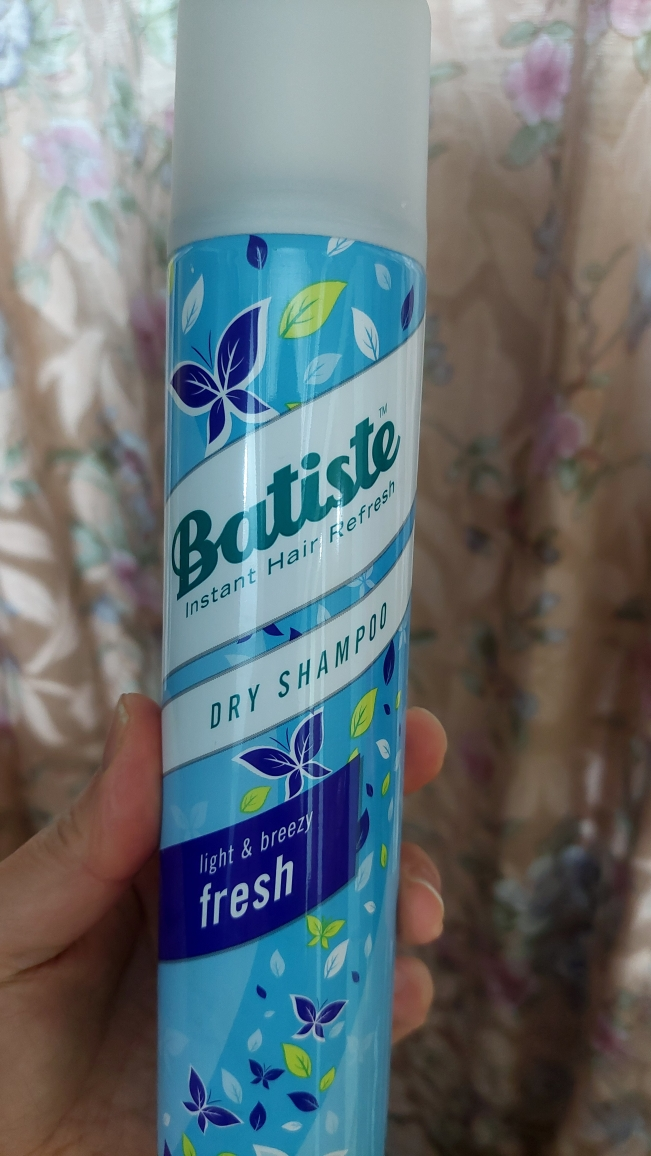 Batiste™
Instant Hair Refresh
DRY SHAMPOO
light & breezy
fresh